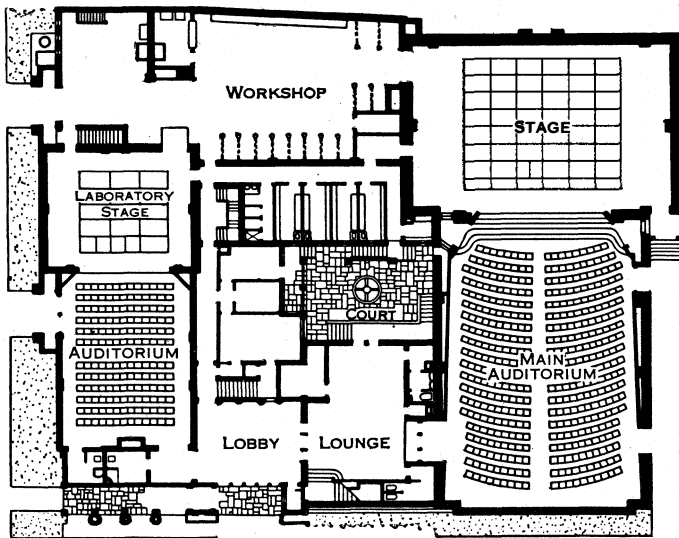 WORKSHOP
STAGE
LABORATORY
STAGE
COURT
AUDITORIUM
MAIN
AUDITORIUM
LOBBY
LOUNGE